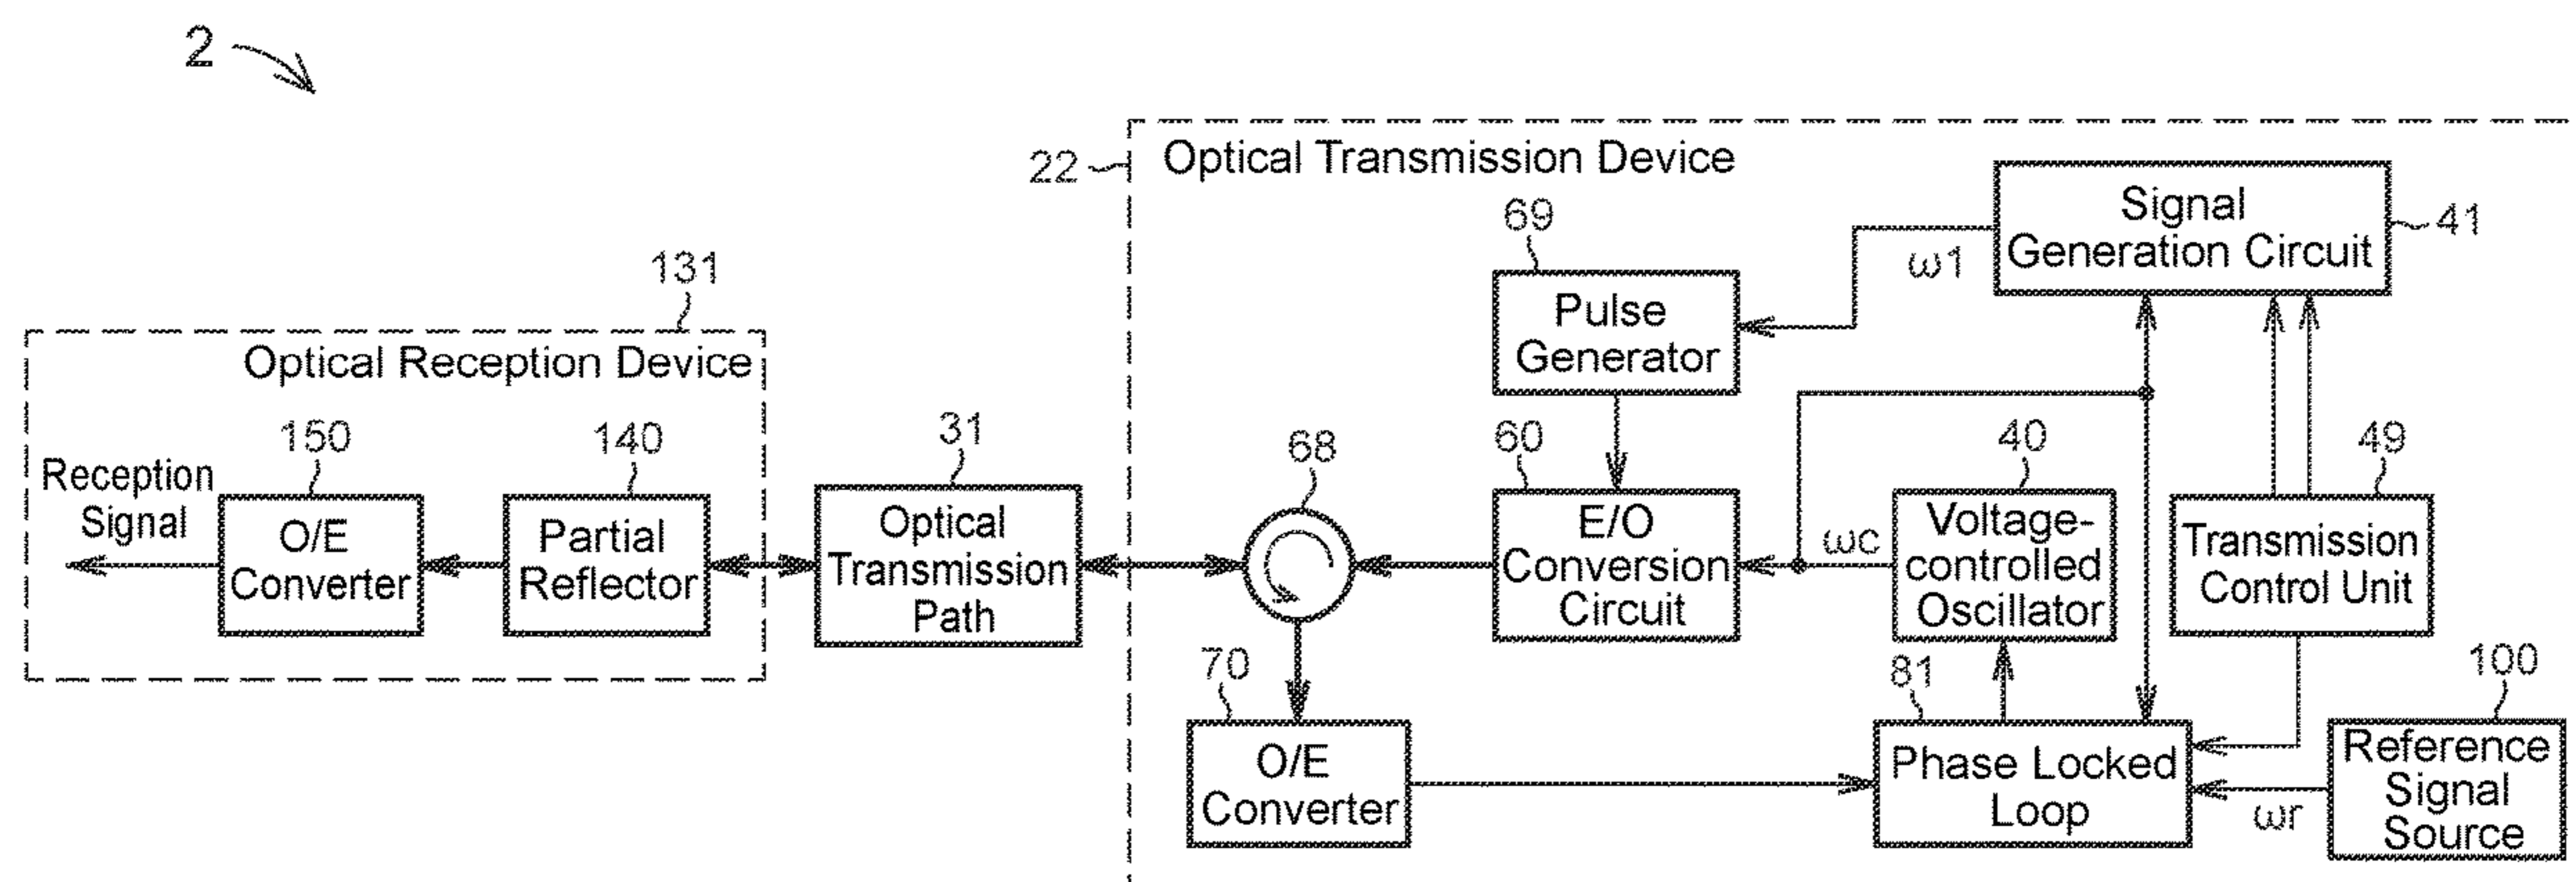 2
22
Optical Transmission Device
Signal
Generation Circuit
41
69
Pulse
Generator
ω1
131
Optical Reception Device
150
140
31
68
60
40
49
Reception
Signal
O/E
Converter
Partial
Reflector
Optical
Transmission
Path
E/O
Conversion
Circuit
ωc
Voltage-
controlled
Oscillator
Transmission
Control Unit
70
81
100
O/E
Converter
Phase Locked
Loop
ωr
Reference
Signal
Source